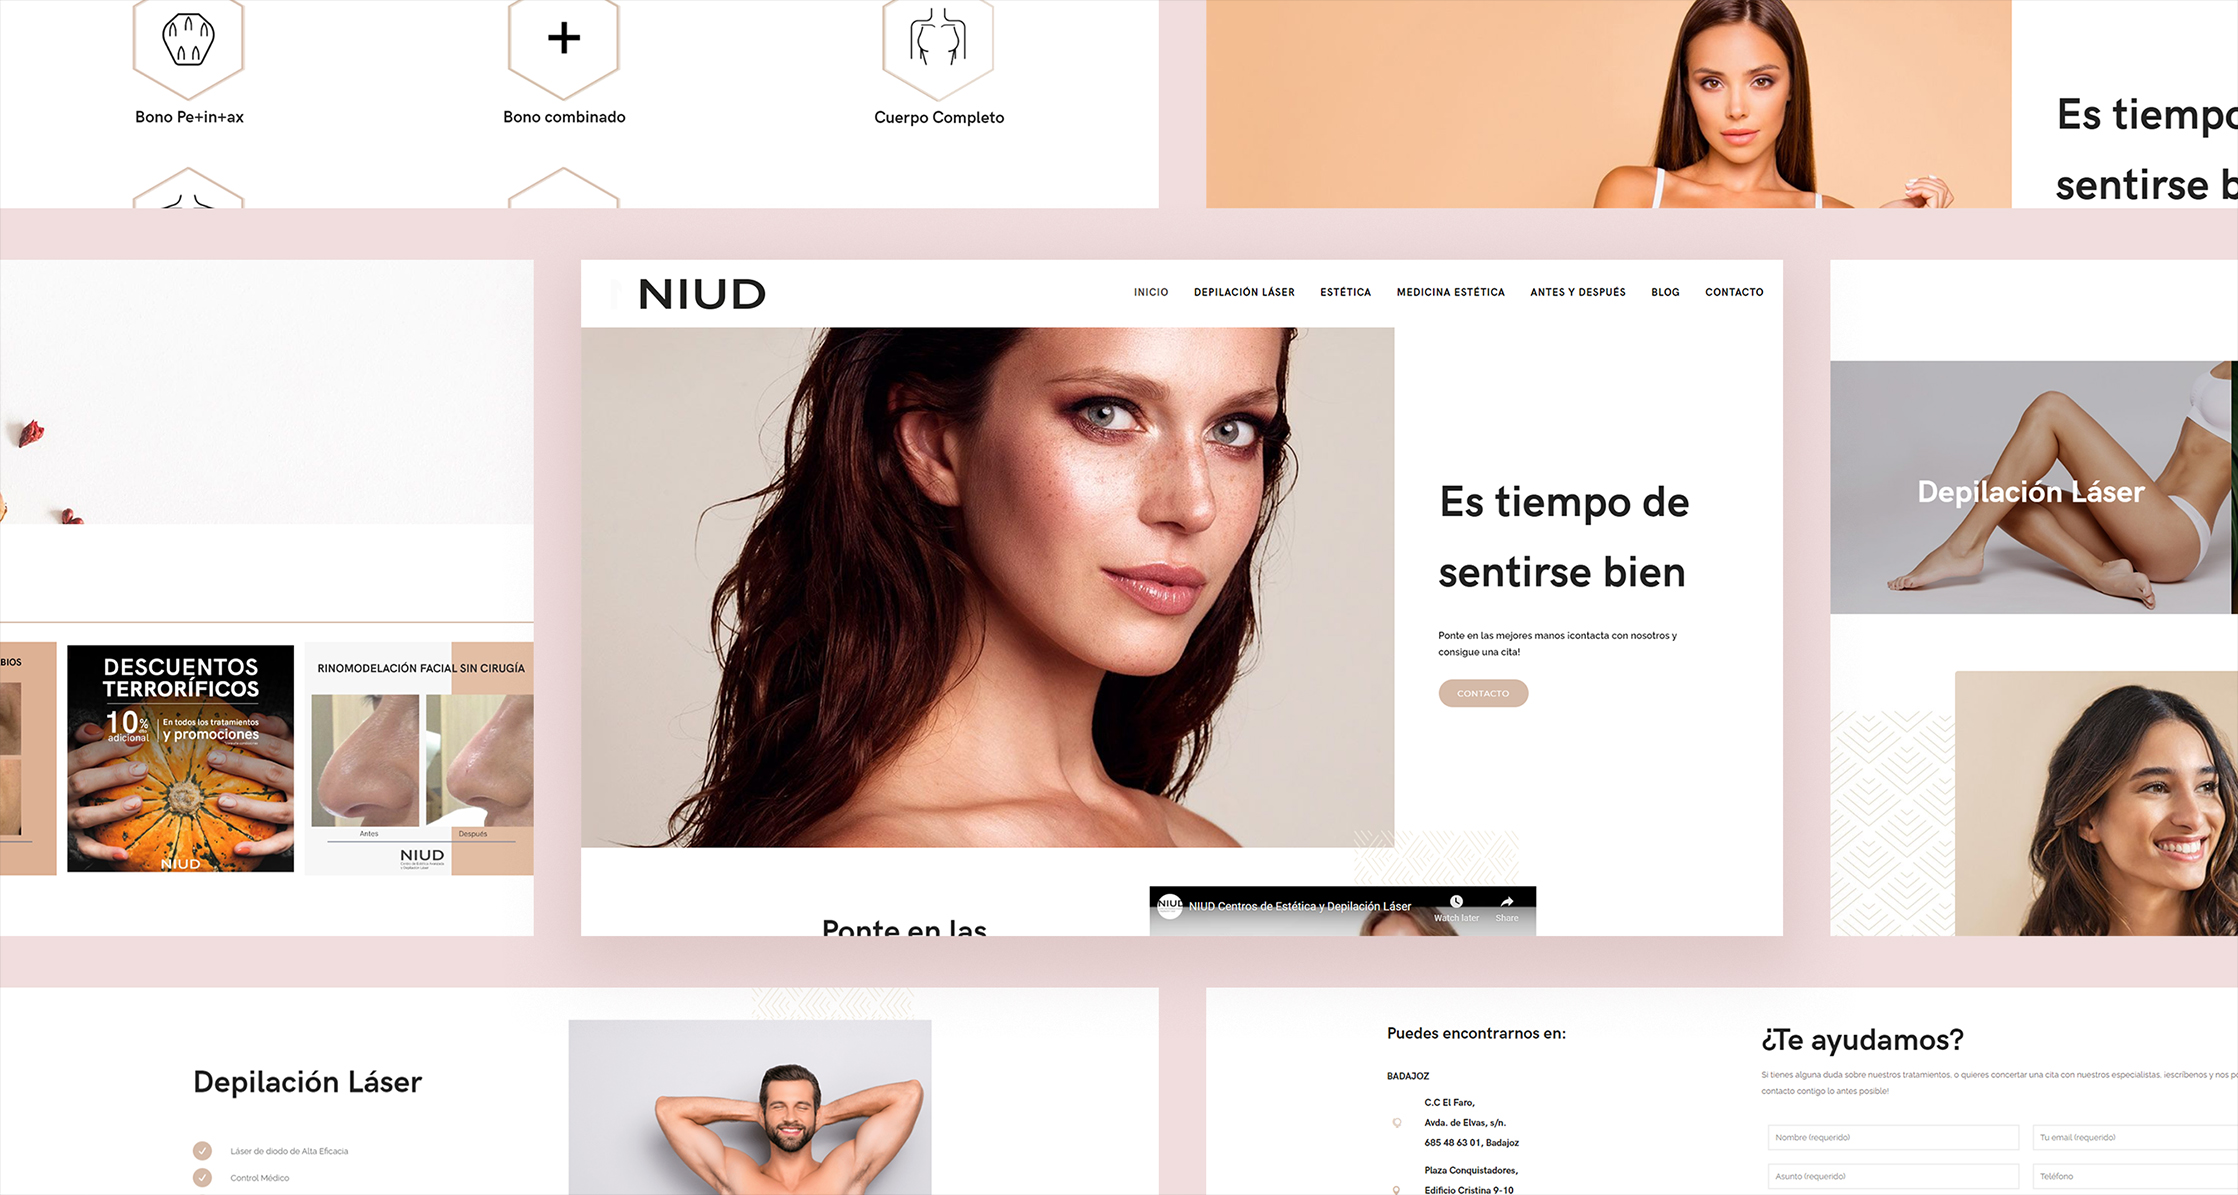 Bono Pe+in+ax
Bono combinado
Cuerpo Completo
Es tiempo
sentirse b
BIOS
DESCUENTOS
TERRORÍFICOS
10%
adicional
En todos los tratamientos
y promociones
NIUD
RINOMODELACIÓN FACIAL SIN CIRUGÍA
Antes
Después
NIUD
NIUD
INICIO
DEPILACIÓN LÁSER
ESTÉTICA
MEDICINA ESTÉTICA
ANTES Y DESPUÉS
BLOG
CONTACTO
Es tiempo de
sentirse bien
Ponte en las mejores manos ¡contacta con nosotros y
consigue una cita!
CONTACTO
Ponte en las
NIUD
NIUD Centros de Estética y Depilación Láser
Watch later
Share
Depilación Láser
Depilación Láser
Láser de diodo de Alta Eficacia
Control Médico
Puedes encontrarnos en:
BADAJOZ
C.C El Faro,
Avda. de Elvas, s/n.
685 48 63 01, Badajoz
Plaza Conquistadores,
Edificio Cristina 9-10
¿Te ayudamos?
Si tienes alguna duda sobre nuestros tratamientos, o quieres concertar una cita con nuestros especialistas, ¡escríbenos y nos p
contacto contigo lo antes posible!
Nombre (requerido)
Tu email (requerido)
Asunto (requerido)
Teléfono